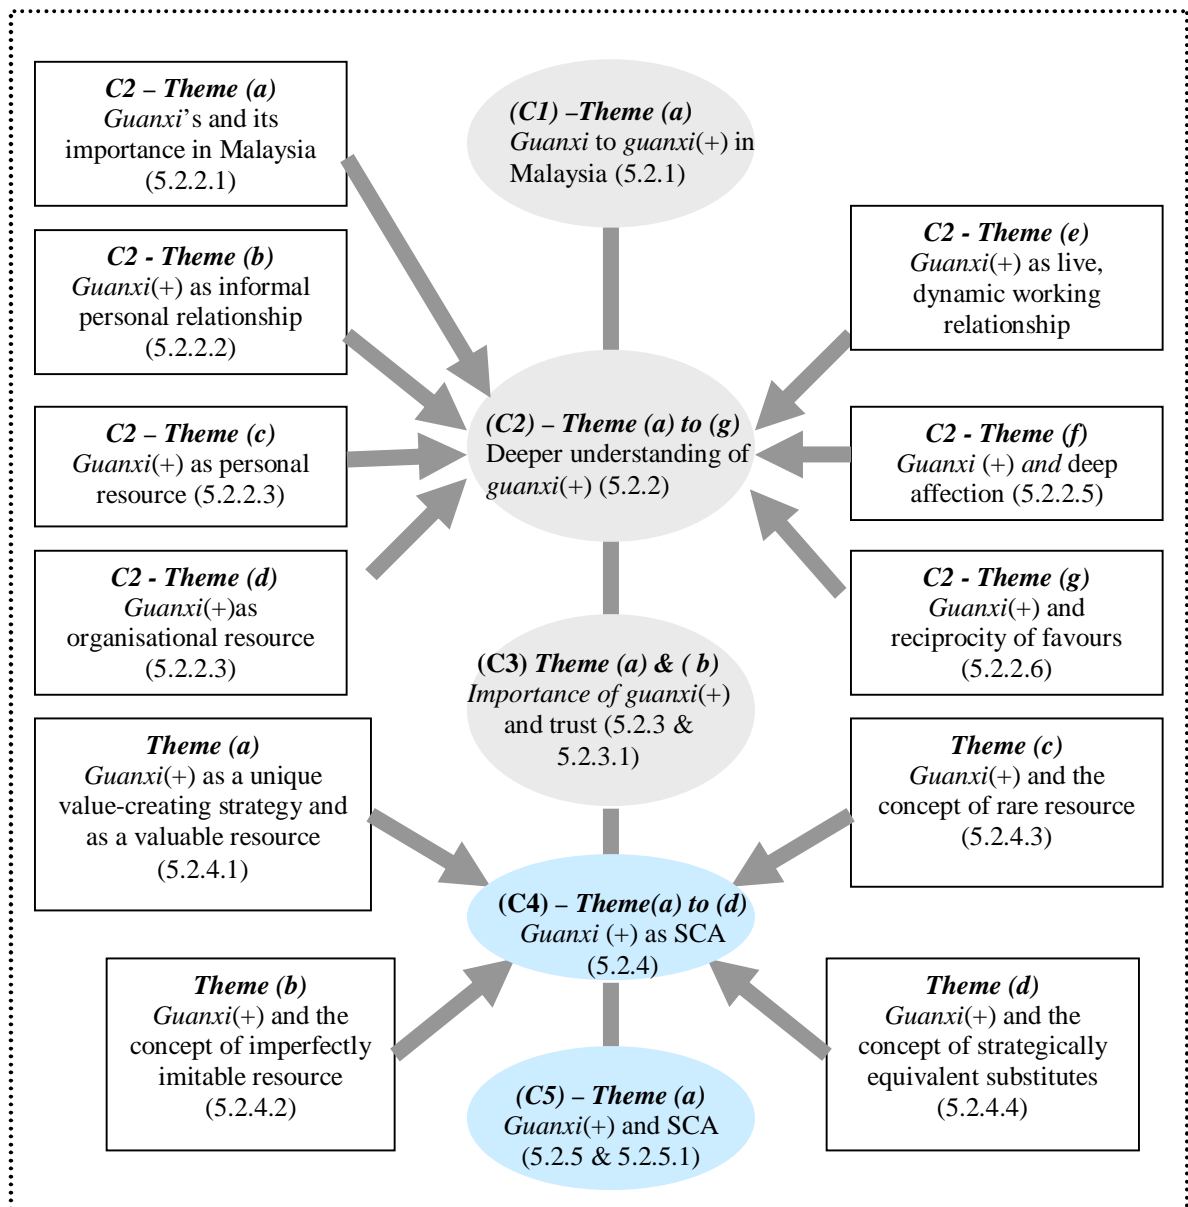 C2 – Theme (a)
Guanxi's and its
importance in Malaysia
(5.2.2.1)
(C1) –Theme (a)
Guanxi to guanxi(+) in
Malaysia (5.2.1)
C2 - Theme (b)
Guanxi(+) as informal
personal relationship
(5.2.2.2)
C2 - Theme (e)
Guanxi(+) as live,
dynamic working
relationship
C2 – Theme (c)
Guanxi(+) as personal
resource (5.2.2.3)
(C2) – Theme (a) to (g)
Deeper understanding of
guanxi(+) (5.2.2)
C2 - Theme (f)
Guanxi (+) and deep
affection (5.2.2.5)
C2 - Theme (d)
Guanxi(+)as
organisational resource
(5.2.2.3)
C2 - Theme (g)
Guanxi(+) and
reciprocity of favours
(5.2.2.6)
(C3) Theme (a) & ( b)
Importance of guanxi(+)
and trust (5.2.3 &
5.2.3.1)
Theme (a)
Guanxi(+) as a unique
value-creating strategy and
as a valuable resource
(5.2.4.1)
Theme (c)
Guanxi(+) and the
concept of rare resource
(5.2.4.3)
(C4) – Theme(a) to (d)
Guanxi (+) as SCA
(5.2.4)
Theme (b)
Guanxi(+) and the
concept of imperfectly
imitable resource
(5.2.4.2)
Theme (d)
Guanxi(+) and the
concept of strategically
equivalent substitutes
(5.2.4.4)
(C5) – Theme (a)
Guanxi(+) and SCA
(5.2.5 & 5.2.5.1)